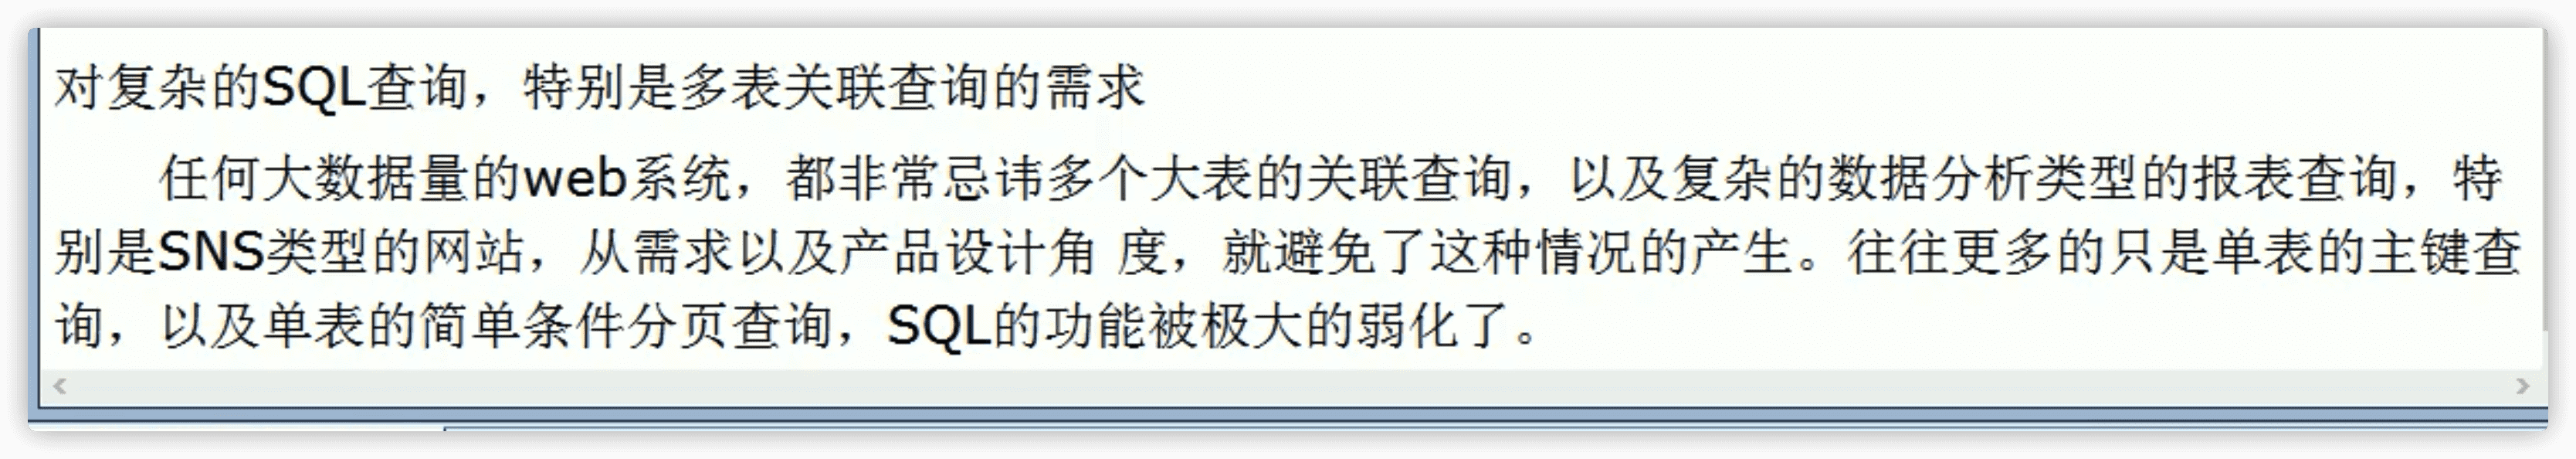 对复杂的SQL查询，特别是多表关联查询的需求
任何大数据量的web系统，都非常忌讳多个大表的关联查询，以及复杂的数据分析类型的报表查询，特
别是SNS类型的网站，从需求以及产品设计角 度，就避免了这种情况的产生。往往更多的只是单表的主键查
询，以及单表的简单条件分页查询，SQL的功能被极大的弱化了。